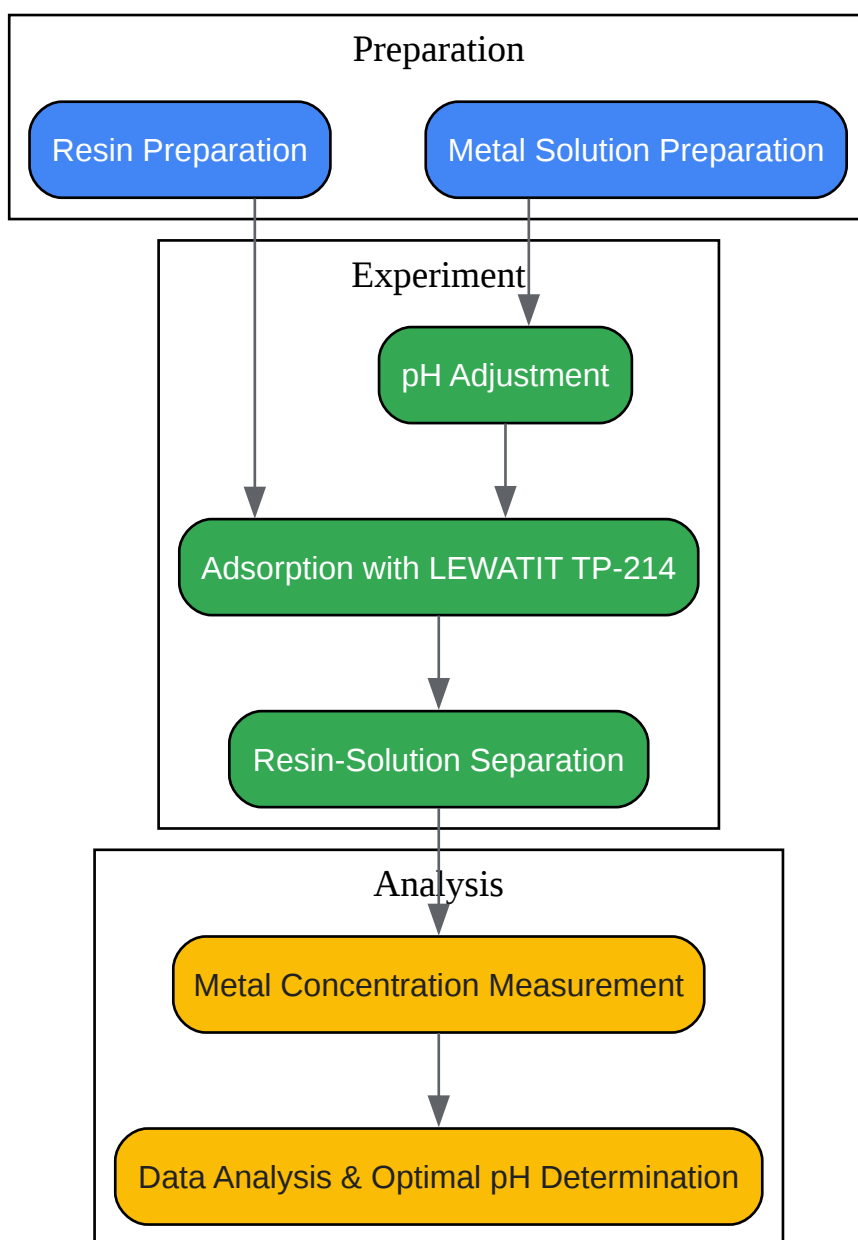 Preparation
Resin Preparation
Metal Solution Preparation
Experiment
pH Adjustment
Adsorption with LEWATIT TP-214
Resin-Solution Separation
Analysis
Metal Concentration Measurement
Data Analysis & Optimal pH Determination